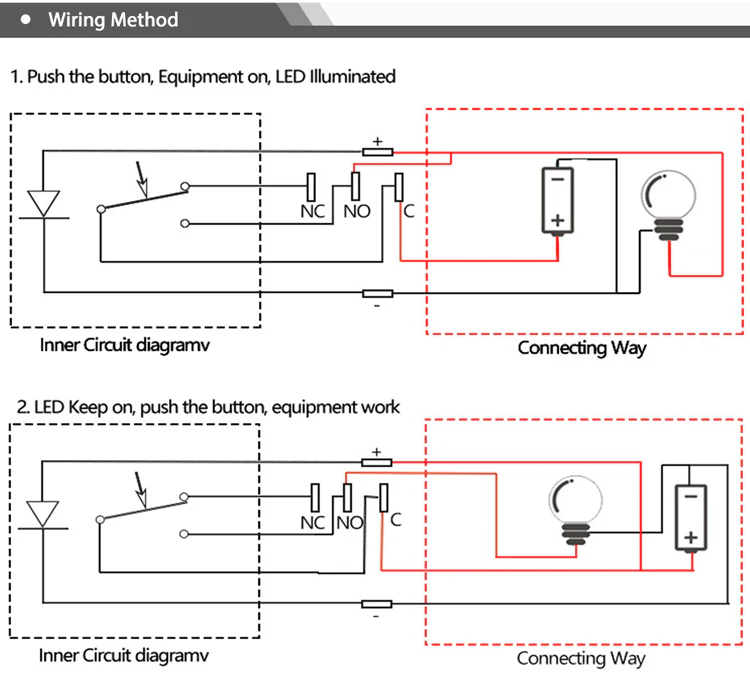 Wiring Method
1. Push the button, Equipment on, LED Illuminated
+
NC NO C
−
+
-
Inner Circuit diagramv
Connecting Way
2. LED Keep on, push the button, equipment work
+
NC NO C
−
+
-
Inner Circuit diagramv
Connecting Way